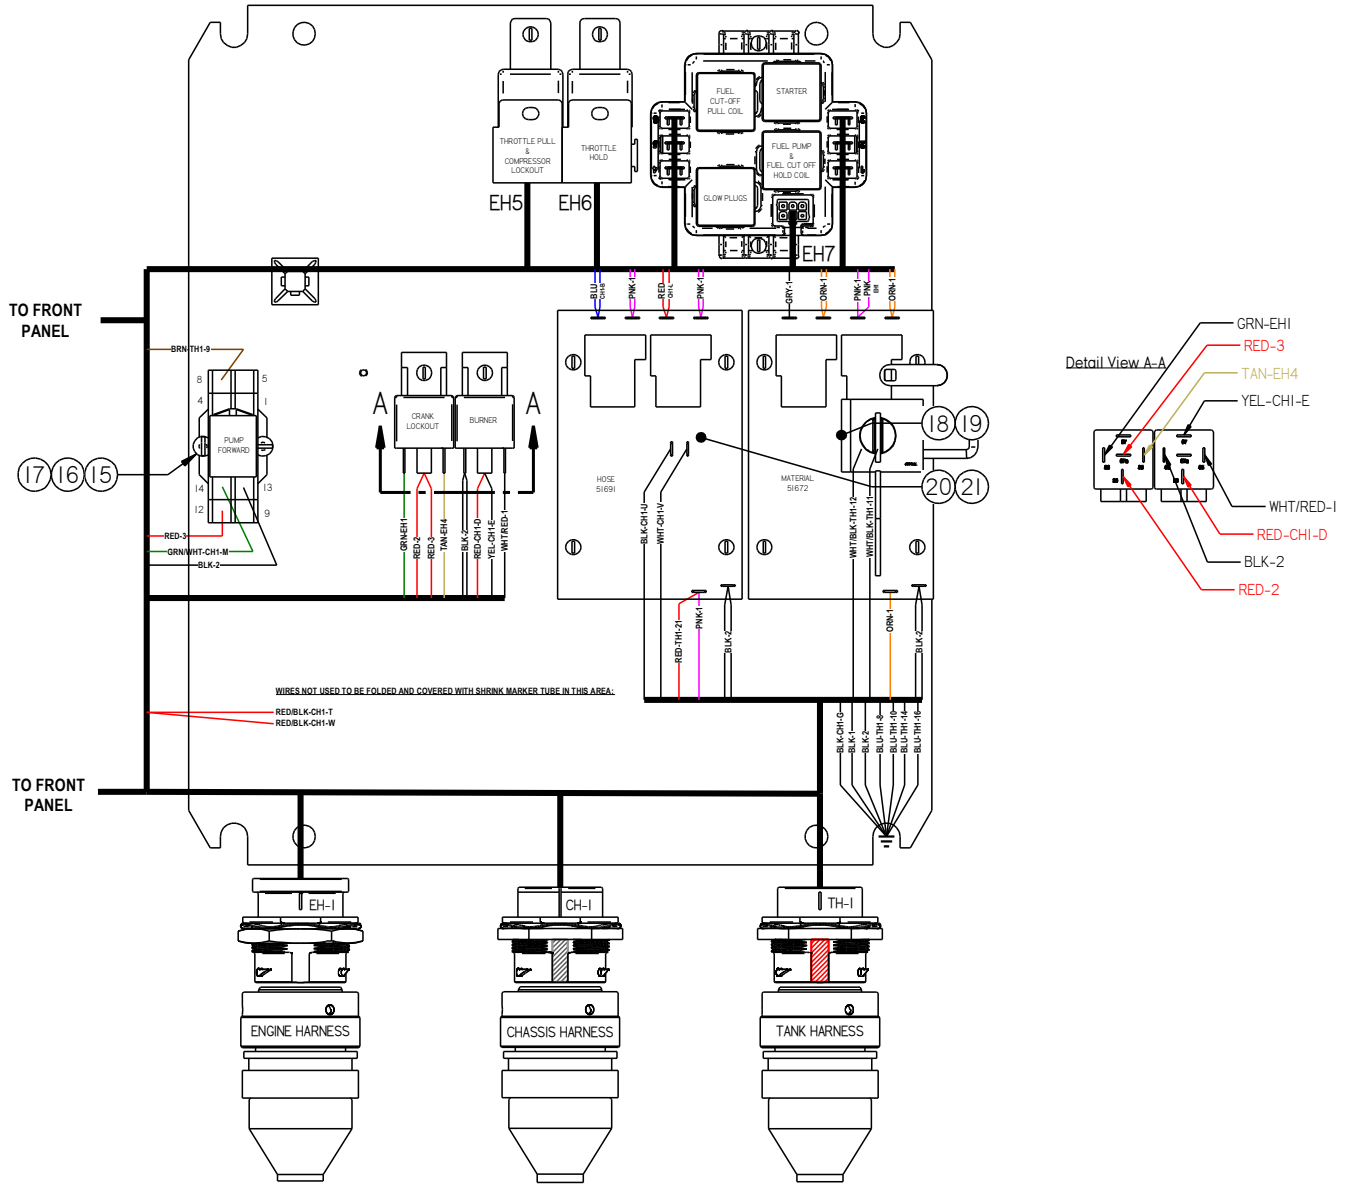 FUEL
CUT-OFF
PULL COIL
STARTER
THROTTLE PULL
&
COMPRESSOR
LOCKOUT
THROTTLE
HOLD
FUEL PUMP
&
FUEL CUT OFF
HOLD COIL
GLOW PLUGS
EH5
EH6
EH7
BLU
CH1-S
PNK-1
RED
CH1-L
PNK-1
GRY-1
ORN-1
PNK-1
PNK
EH1
ORN-1
TO FRONT
PANEL
BRN-TH1-9
8
5
4
1
PUMP
FORWARD
14
13
12
9
17
16
15
RED-3
GRN/WHT-CH1-M
BLK-2
A
A
CRANK
LOCKOUT
BURNER
GRN-EH1
RED-2
RED-3
TAN-EH4
BLK-2
RED-CH1-D
YEL-CH1-E
WHT/RED-1
HOSE
51691
MATERIAL
51672
18
19
20
21
BLK-CH1-U
WHT-CH1-V
WHT/BLK-TH1-12
WHT/BLK-TH1-11
RED-TH1-21
PNK-1
BLK-2
ORN-1
BLK-2
Detail View A-A
GRN-EH1
RED-3
TAN-EH4
YEL-CH1-E
WHT/RED-1
RED-CH1-D
BLK-2
RED-2
WIRES NOT USED TO BE FOLDED AND COVERED WITH SHRINK MARKER TUBE IN THIS AREA:
RED/BLK-CH1-T
RED/BLK-CH1-W
BLK-CH1-G
BLK-1
BLK-2
BLU-TH1-8
BLU-TH1-10
BLU-TH1-14
BLU-TH1-16
TO FRONT
PANEL
EH-1
CH-1
TH-1
ENGINE HARNESS
CHASSIS HARNESS
TANK HARNESS